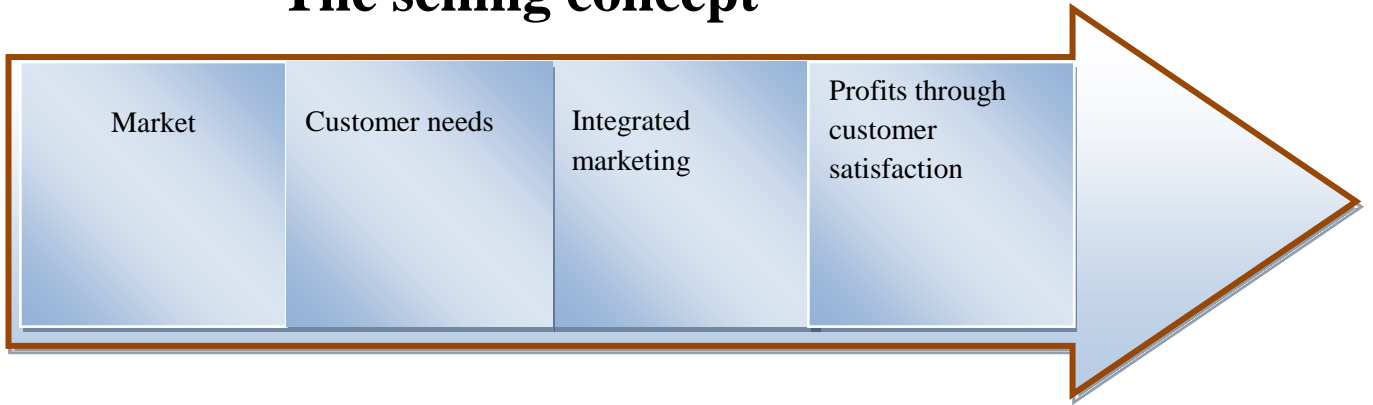 The selling concept
Market
Customer needs
Integrated
marketing
Profits through
customer
satisfaction